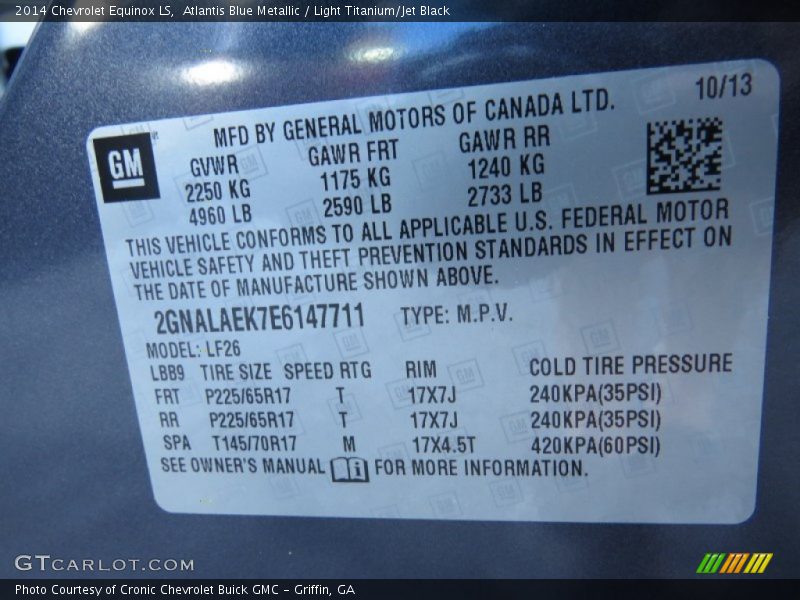 2014 Chevrolet Equinox LS,  Atlantis Blue Metallic / Light Titanium/Jet Black
10/13
GM
MFD BY GENERAL MOTORS OF CANADA LTD.
GVWR GAWR FRT GAWR RR
2250 KG 1175 KG 1240 KG
4960 LB 2590 LB 2733 LB
THIS VEHICLE CONFORMS TO ALL APPLICABLE U.S. FEDERAL MOTOR
VEHICLE SAFETY AND THEFT PREVENTION STANDARDS IN EFFECT ON
THE DATE OF MANUFACTURE SHOWN ABOVE.
2GNALAEK7E6147711 TYPE: M.P.V.
MODEL: LF26
LBB9 TIRE SIZE SPEED RTG RIM COLD TIRE PRESSURE
FRT P225/65R17 T 17X7J 240KPA(35PSI)
RR P225/65R17 T 17X7J 240KPA(35PSI)
SPA T145/70R17 M 17X4.5T 420KPA(60PSI)
SEE OWNER'S MANUAL FOR MORE INFORMATION.
GTCARLOT.COM
Photo Courtesy of Cronic Chevrolet Buick GMC – Griffin, GA